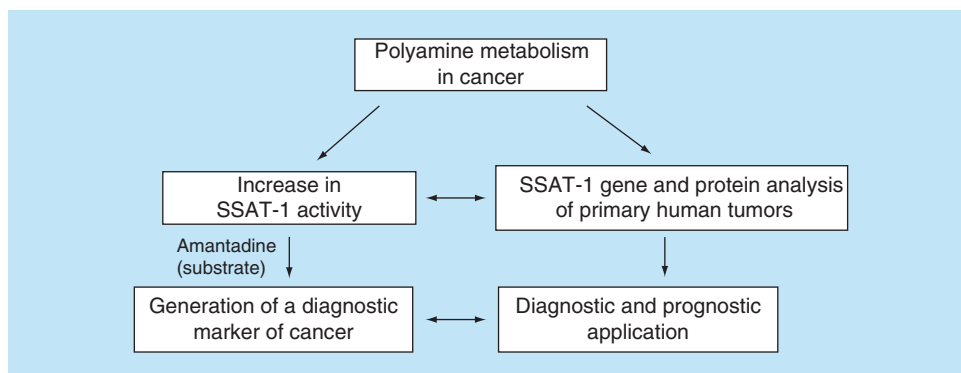 Polyamine metabolism
in cancer
Increase in
SSAT-1 activity
SSAT-1 gene and protein analysis
of primary human tumors
Amantadine
(substrate)
Generation of a diagnostic
marker of cancer
Diagnostic and prognostic
application